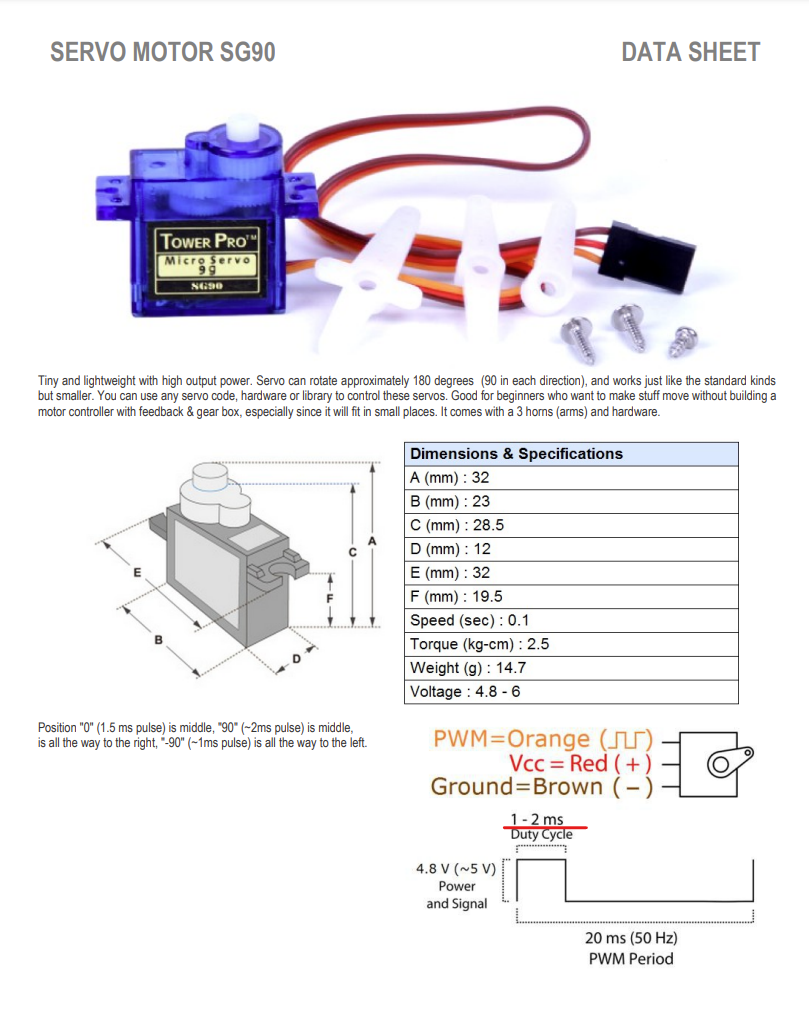 SERVO MOTOR SG90
DATA SHEET
TOWER PRO™
Micro Servo
9g
SG90
Tiny and lightweight with high output power. Servo can rotate approximately 180 degrees (90 in each direction), and works just like the standard kinds
but smaller. You can use any servo code, hardware or library to control these servos. Good for beginners who want to make stuff move without building a
motor controller with feedback & gear box, especially since it will fit in small places. It comes with a 3 horns (arms) and hardware.
A
C
E
F
B
D
Dimensions & Specifications
A (mm) : 32
B (mm) : 23
C (mm) : 28.5
D (mm) : 12
E (mm) : 32
F (mm) : 19.5
Speed (sec) : 0.1
Torque (kg-cm) : 2.5
Weight (g) : 14.7
Voltage : 4.8 - 6
Position "0" (1.5 ms pulse) is middle, "90" (~2ms pulse) is middle,
is all the way to the right, "-90" (~1ms pulse) is all the way to the left.
PWM=Orange (⎍⎍)
Vcc = Red ( + )
Ground=Brown ( − )
1 - 2 ms
Duty Cycle
4.8 V (~5 V)
Power
and Signal
20 ms (50 Hz)
PWM Period